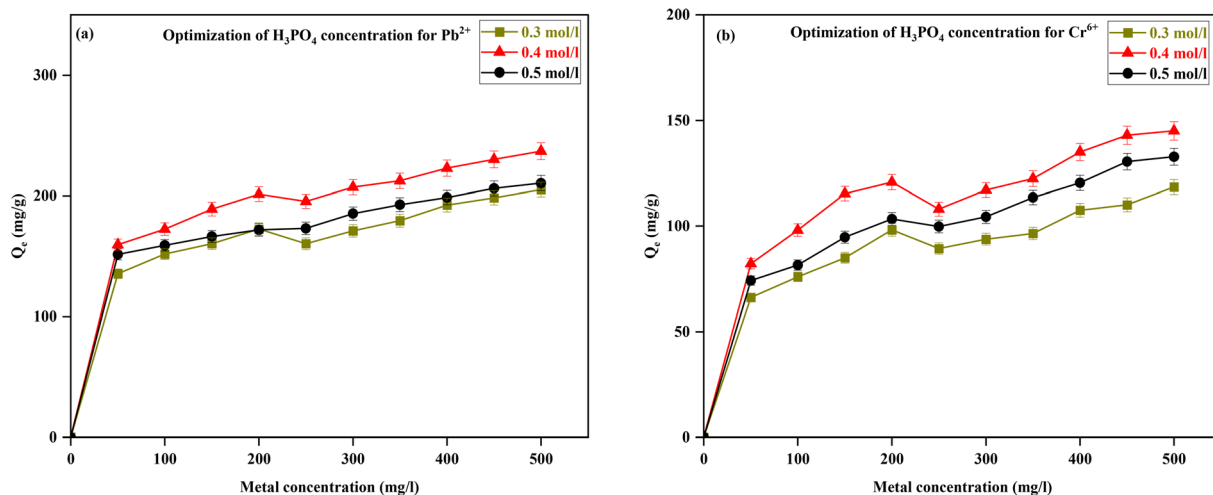 (a)
Optimization of H₃PO₄ concentration for Pb²⁺
0.3 mol/l
0.4 mol/l
0.5 mol/l
300
200
100
0
Qₑ (mg/g)
0 100 200 300 400 500
Metal concentration (mg/l)
(b)
Optimization of H₃PO₄ concentration for Cr⁶⁺
0.3 mol/l
0.4 mol/l
0.5 mol/l
200
150
100
50
0
Qₑ (mg/g)
0 100 200 300 400 500
Metal concentration (mg/l)